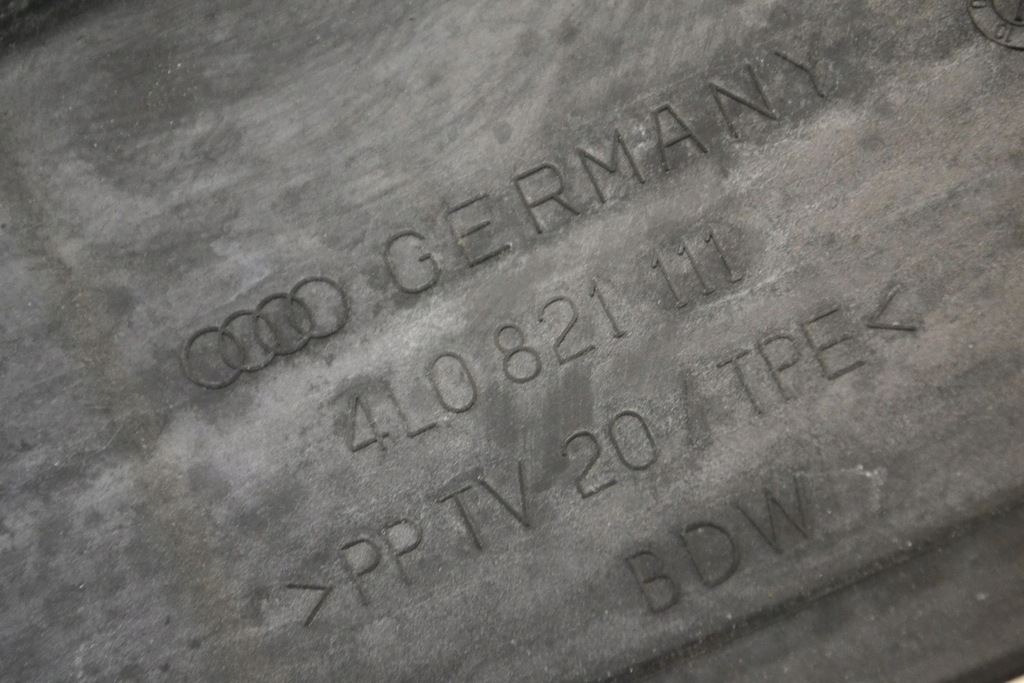 GERMANY
4L0 821 111
>PP TV 20 / TPE<
BDW